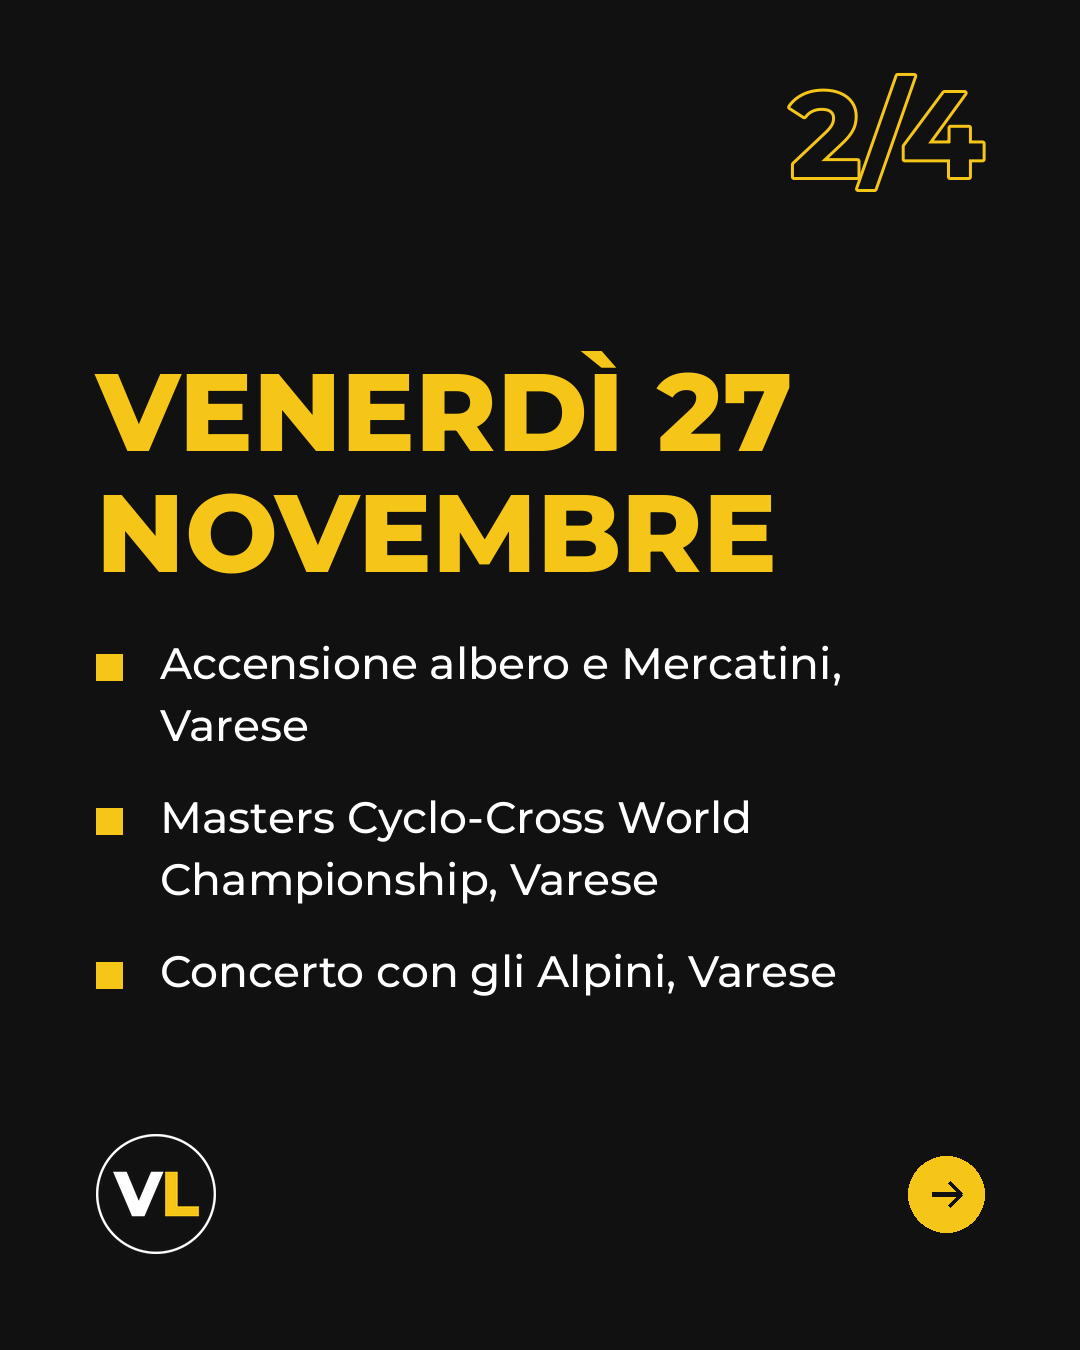 2/4
VENERDÌ 27
NOVEMBRE
Accensione albero e Mercatini,
Varese
Masters Cyclo-Cross World
Championship, Varese
Concerto con gli Alpini, Varese
VL